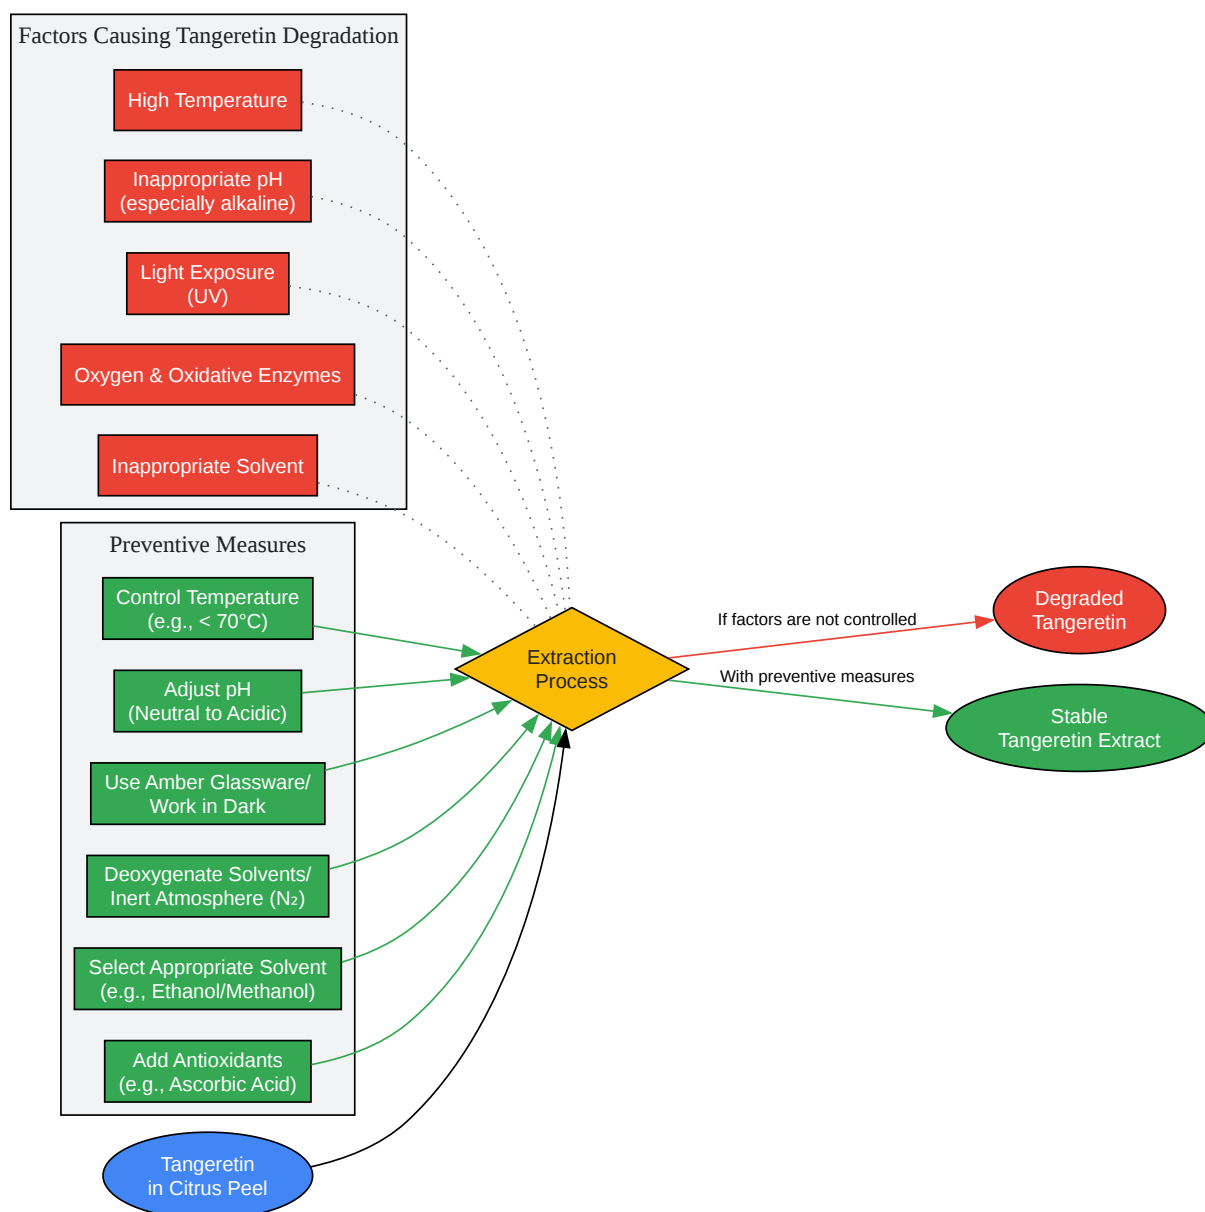 Factors Causing Tangeretin Degradation
High Temperature
Inappropriate pH
(especially alkaline)
Light Exposure
(UV)
Oxygen & Oxidative Enzymes
Inappropriate Solvent
Preventive Measures
Control Temperature
(e.g., < 70°C)
Adjust pH
(Neutral to Acidic)
Use Amber Glassware/
Work in Dark
Deoxygenate Solvents/
Inert Atmosphere (N₂)
Select Appropriate Solvent
(e.g., Ethanol/Methanol)
Add Antioxidants
(e.g., Ascorbic Acid)
Tangeretin
in Citrus Peel
Extraction
Process
If factors are not controlled
With preventive measures
Degraded
Tangeretin
Stable
Tangeretin Extract